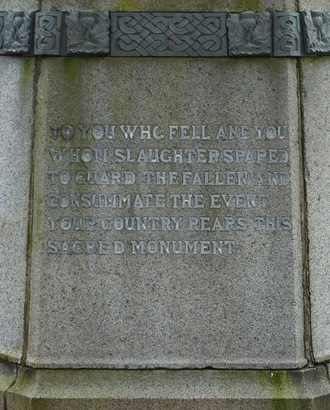 TO YOU WHO FELL AND YOU
WHOM SLAUGHTER SPARED
TO GUARD THE FALLEN AND
CONSUMMATE THE EVENT
YOUR COUNTRY REARS THIS
SACRED MONUMENT